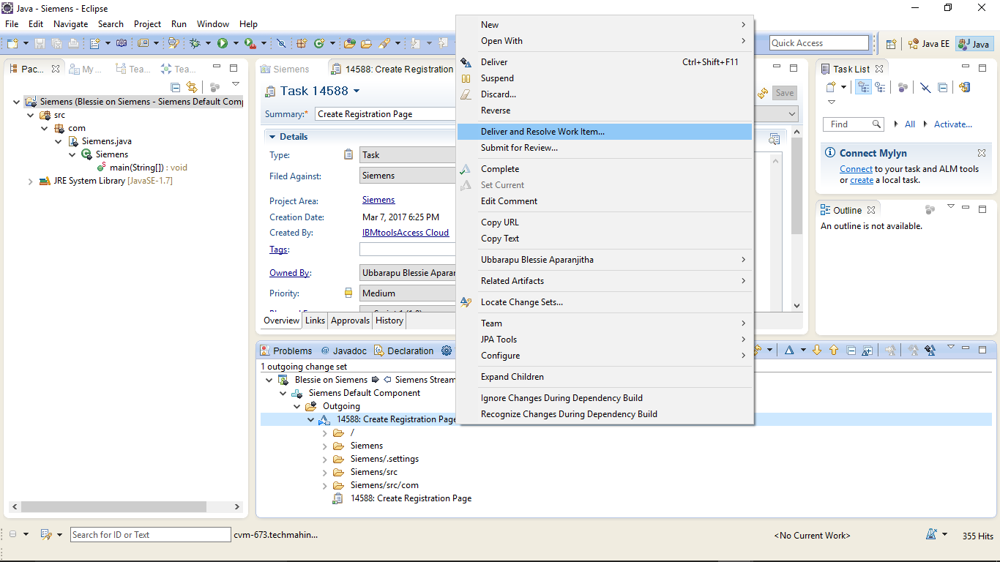 Java - Siemens - Eclipse
File Edit Navigate Search Project Run Window Help
Quick Access
Java EE
Java
Pac...
My ...
Tea...
Tea...
Siemens (Blessie on Siemens - Siemens Default Comp
src
com
Siemens.java
Siemens
main(String[]) : void
JRE System Library [JavaSE-1.7]
Siemens
14588: Create Registration
Task 14588
Save
Summary:*
Create Registration Page
Details
Type:
Task
Filed Against:
Siemens
Project Area:
Siemens
Creation Date:
Mar 7, 2017 6:25 PM
Created By:
IBMtoolsAccess Cloud
Tags:
Owned By:
Ubbarapu Blessie Aparan
Priority:
Medium
Overview Links Approvals History
New
Open With
Deliver Ctrl+Shift+F11
Suspend
Discard...
Reverse
Deliver and Resolve Work Item...
Submit for Review...
Complete
Set Current
Edit Comment
Copy URL
Copy Text
Ubbarapu Blessie Aparanjitha
Related Artifacts
Locate Change Sets...
Team
JPA Tools
Configure
Expand Children
Ignore Changes During Dependency Build
Recognize Changes During Dependency Build
Task List
Find
All
Activate...
Connect Mylyn
Connect to your task and ALM tools
or create a local task.
Outline
An outline is not available.
Problems
@ Javadoc
Declaration
1 outgoing change set
Blessie on Siemens
Siemens Stream
Siemens Default Component
Outgoing
14588: Create Registration Page
/
Siemens
Siemens/.settings
Siemens/src
Siemens/src/com
14588: Create Registration Page
Search for ID or Text
cvm-673.techmahin...
<No Current Work>
355 Hits